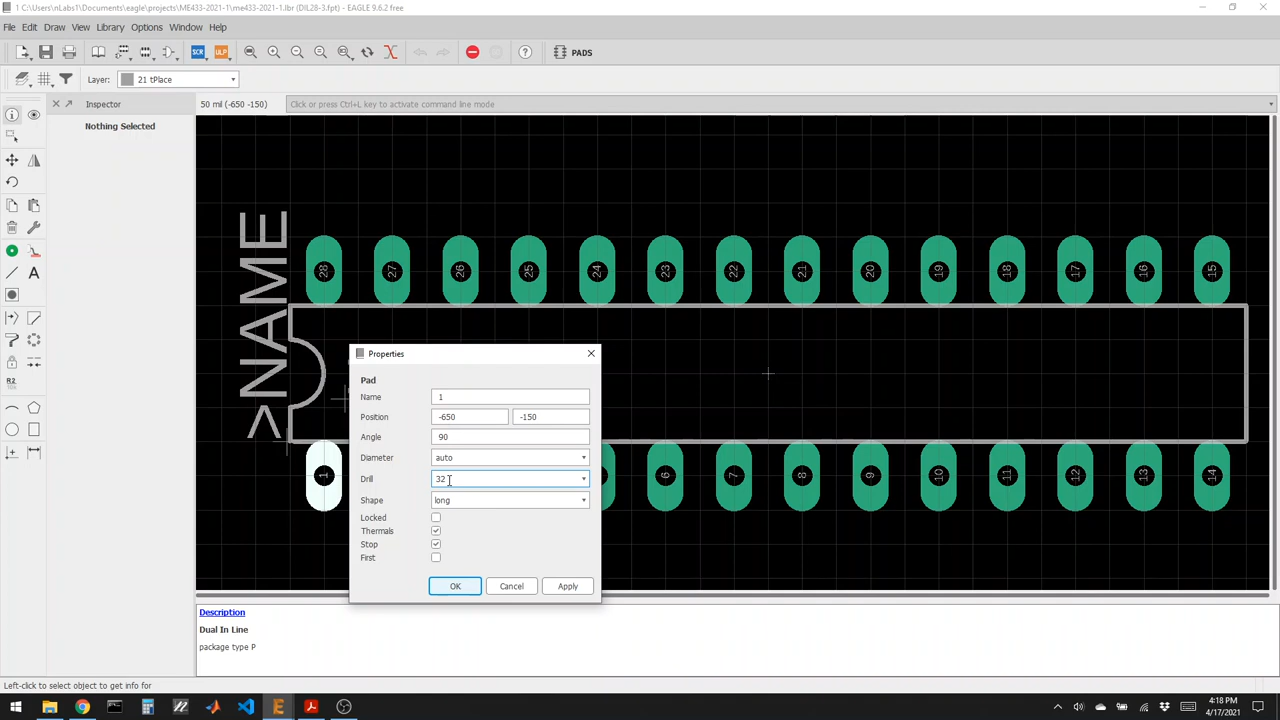 1 C:\Users\nLabs1\Documents\eagle\projects\ME433-2021-1\me433-2021-1.lbr (DIL28-3.fpt) - EAGLE 9.6.2 free
File Edit Draw View Library Options Window Help
SCR ULP ? PADS
Layer: 21 tPlace
Inspector 50 mil (-650 -150) Click or press Ctrl+L key to activate command line mode
Nothing Selected
>NAME
28 27 26 25 24 23 22 21 20 19 18 17 16 15
Properties
Pad
Name 1
Position -650 -150
Angle 90
Diameter auto
Drill 32
Shape long
Locked
Thermals
Stop
First
OK Cancel Apply
1 6 7 8 9 10 11 12 13 14
R2
Description
Dual In Line
package type P
Left-click to select object to get info for
4:18 PM
4/17/2021